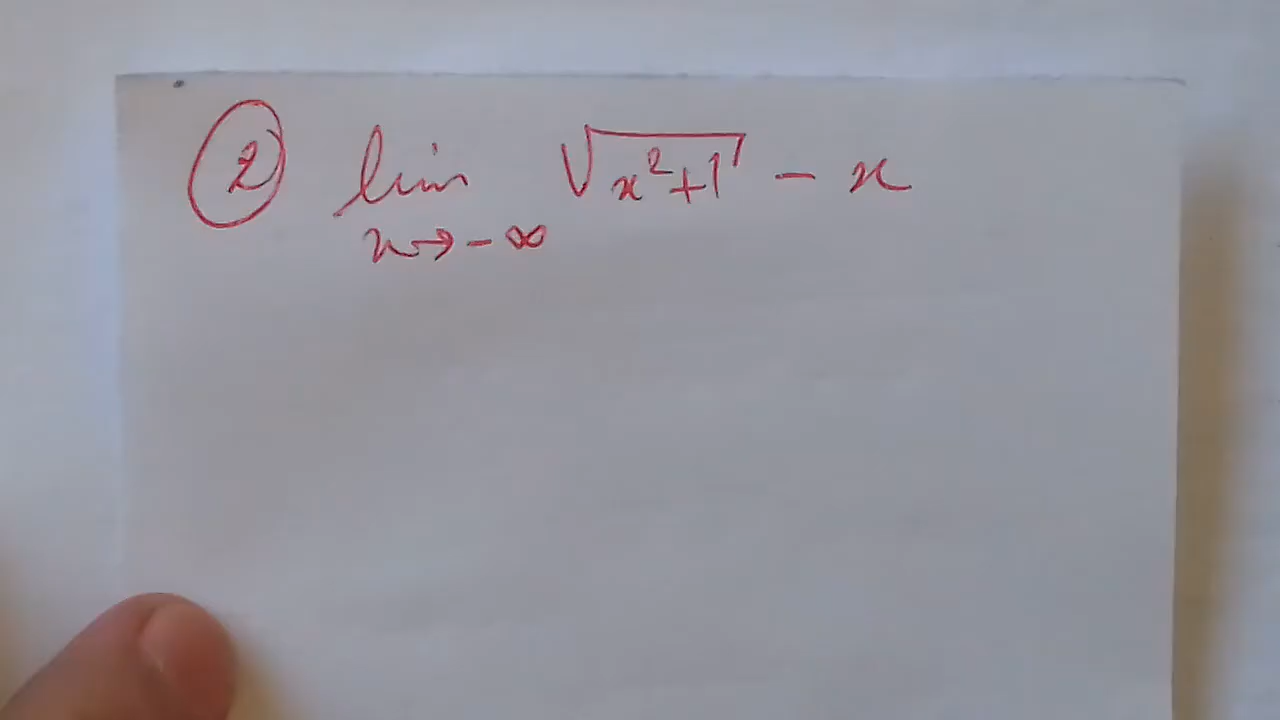 ② lim √(x²+1) - x
x→-∞